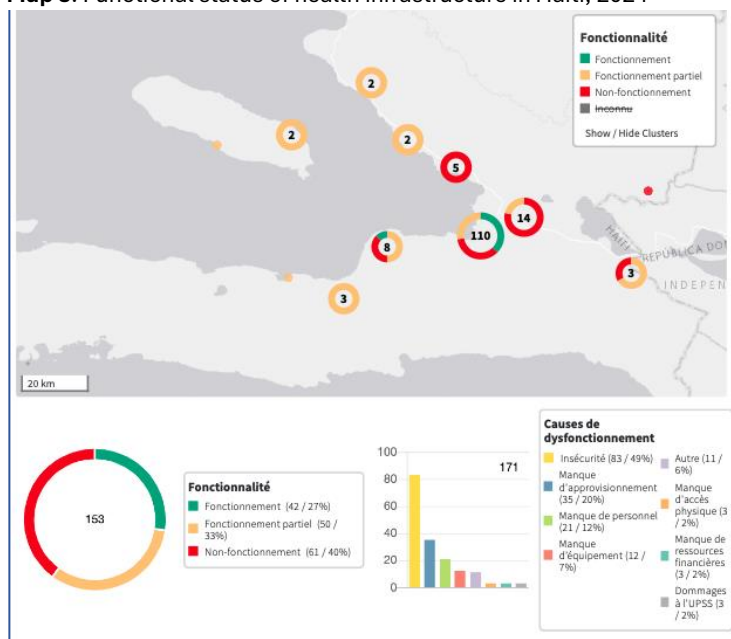 Map 3. Functional status of health infrastructure in Haiti, 2024
Fonctionnalité
Fonctionnement
Fonctionnement partiel
Non-fonctionnement
Inconnu
Show / Hide Clusters
2
2
2
5
14
110
8
3
3
HAITI
REPÚBLICA DO
INDEPEN
20 km
153
Fonctionnalité
Fonctionnement (42 / 27%)
Fonctionnement partiel (50 /
33%)
Non-fonctionnement (61 / 40%)
100
80
60
40
20
0
171
Causes de
dysfonctionnement
Insécurité (83 / 49%)
Manque
d'approvisionnement
(35 / 20%)
Manque de personnel
(21 / 12%)
Manque
d'équipement (12 /
7%)
Autre (11 /
6%)
Manque
d'accès
physique (3
/ 2%)
Manque de
ressources
financières
(3 / 2%)
Dommages
à l'UPSS (3
/ 2%)